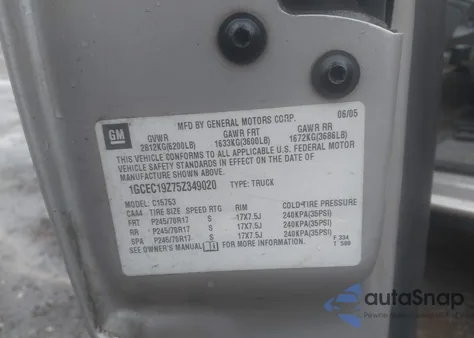 MFD BY GENERAL MOTORS CORP. 06/05
GM
GVWR GAWR FRT GAWR RR
2812KG(6200LB) 1633KG(3600LB) 1672KG(3686LB)
THIS VEHICLE CONFORMS TO ALL APPLICABLE U.S. FEDERAL MOTOR
VEHICLE SAFETY STANDARDS IN EFFECT ON THE DATE OF
MANUFACTURE SHOWN ABOVE.
1GCEC19Z75Z349020 TYPE: TRUCK
MODEL: C15753
CAA4 TIRE SIZE SPEED RTG RIM COLD TIRE PRESSURE
FRT P245/70R17 S 17X7.5J 240KPA(35PSI)
RR P245/70R17 S 17X7.5J 240KPA(35PSI)
SPA P245/70R17 S 17X7.5J 240KPA(35PSI)
SEE OWNER'S MANUAL FOR MORE INFORMATION.
F 334
T 589
autoSnap